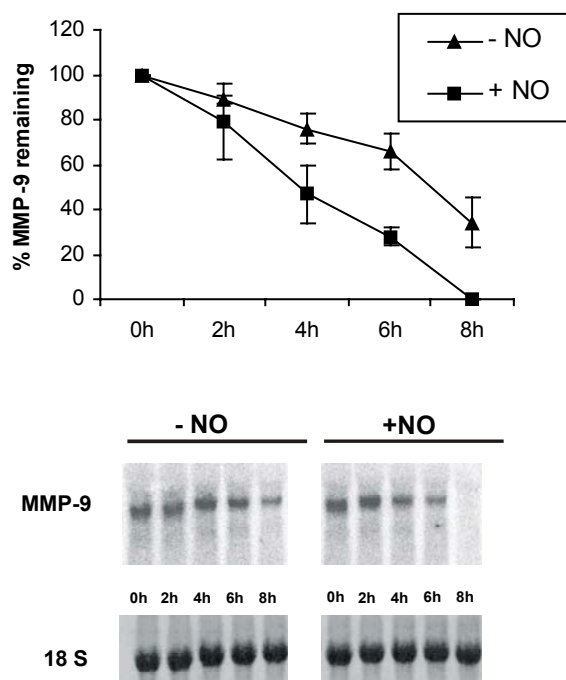 120
100
80
60
40
20
0
% MMP-9 remaining
0h 2h 4h 6h 8h
- NO
+ NO
- NO +NO
MMP-9
0h 2h 4h 6h 8h 0h 2h 4h 6h 8h
18 S